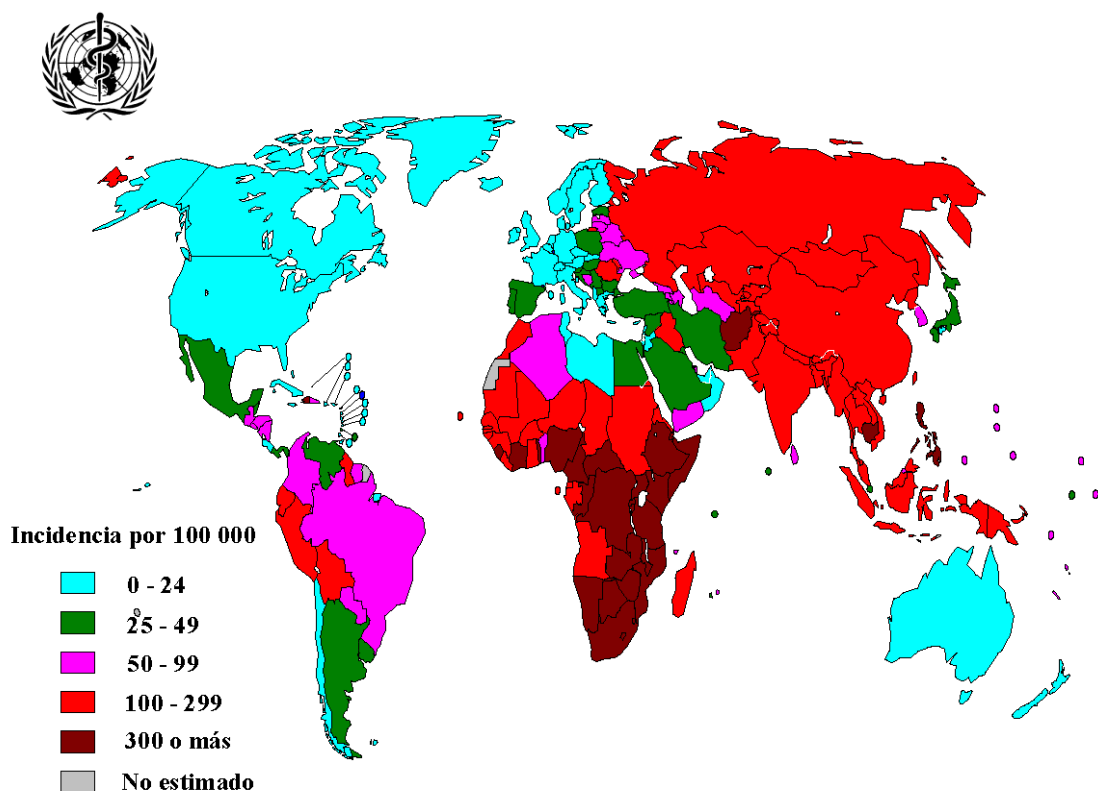 Incidencia por 100 000
0 - 24
25 - 49
50 - 99
100 - 299
300 o más
No estimado